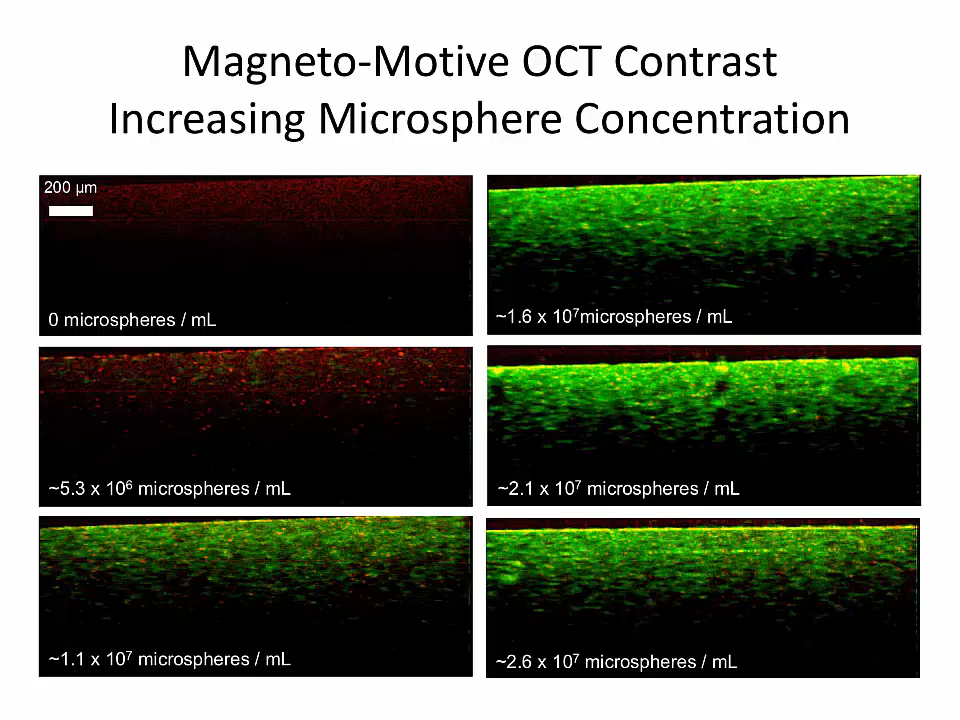 Magneto-Motive OCT Contrast
Increasing Microsphere Concentration
200 µm
0 microspheres / mL
~5.3 x 10⁶ microspheres / mL
~1.1 x 10⁷ microspheres / mL
~1.6 x 10⁷microspheres / mL
~2.1 x 10⁷ microspheres / mL
~2.6 x 10⁷ microspheres / mL